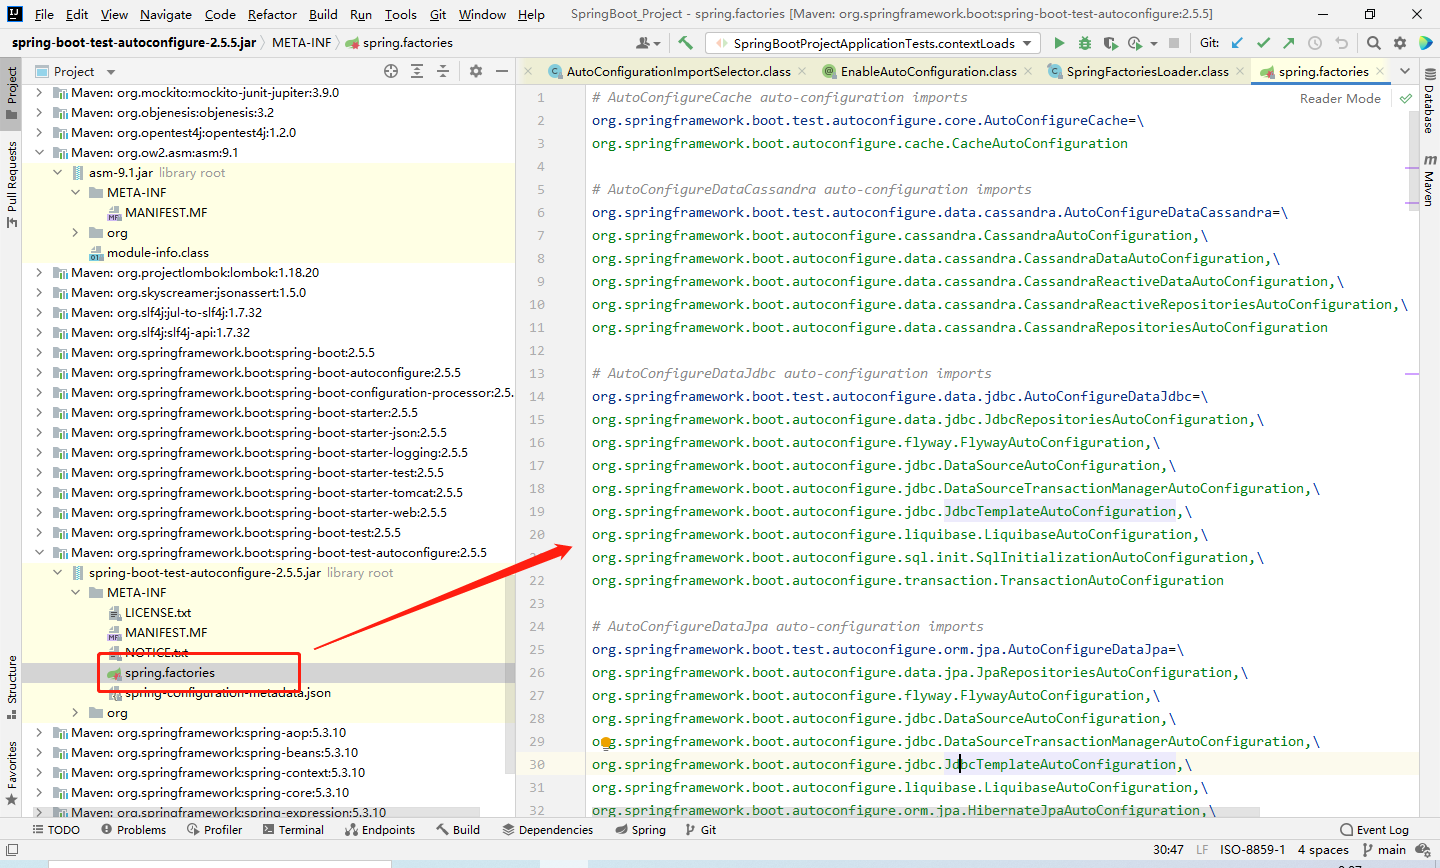 File Edit View Navigate Code Refactor Build Run Tools Git Window Help SpringBoot_Project - spring.factories [Maven: org.springframework.boot:spring-boot-test-autoconfigure:2.5.5]
spring-boot-test-autoconfigure-2.5.5.jar META-INF spring.factories SpringBootProjectApplicationTests.contextLoads Git:
Project
AutoConfigurationImportSelector.class EnableAutoConfiguration.class SpringFactoriesLoader.class spring.factories
Project
Pull Requests
Structure
Favorites
Maven: org.mockito:mockito-junit-jupiter:3.9.0
Maven: org.objenesis:objenesis:3.2
Maven: org.opentest4j:opentest4j:1.2.0
Maven: org.ow2.asm:asm:9.1
asm-9.1.jar library root
META-INF
MANIFEST.MF
org
module-info.class
Maven: org.projectlombok:lombok:1.18.20
Maven: org.skyscreamer:jsonassert:1.5.0
Maven: org.slf4j:jul-to-slf4j:1.7.32
Maven: org.slf4j:slf4j-api:1.7.32
Maven: org.springframework.boot:spring-boot:2.5.5
Maven: org.springframework.boot:spring-boot-autoconfigure:2.5.5
Maven: org.springframework.boot:spring-boot-configuration-processor:2.5.
Maven: org.springframework.boot:spring-boot-starter:2.5.5
Maven: org.springframework.boot:spring-boot-starter-json:2.5.5
Maven: org.springframework.boot:spring-boot-starter-logging:2.5.5
Maven: org.springframework.boot:spring-boot-starter-test:2.5.5
Maven: org.springframework.boot:spring-boot-starter-tomcat:2.5.5
Maven: org.springframework.boot:spring-boot-starter-web:2.5.5
Maven: org.springframework.boot:spring-boot-test:2.5.5
Maven: org.springframework.boot:spring-boot-test-autoconfigure:2.5.5
spring-boot-test-autoconfigure-2.5.5.jar library root
META-INF
LICENSE.txt
MANIFEST.MF
NOTICE.txt
spring.factories
spring-configuration-metadata.json
org
Maven: org.springframework:spring-aop:5.3.10
Maven: org.springframework:spring-beans:5.3.10
Maven: org.springframework:spring-context:5.3.10
Maven: org.springframework:spring-core:5.3.10
Maven: org.springframework:spring-expression:5.3.10
Reader Mode
1 # AutoConfigureCache auto-configuration imports
2 org.springframework.boot.test.autoconfigure.core.AutoConfigureCache=\
3 org.springframework.boot.autoconfigure.cache.CacheAutoConfiguration
4
5 # AutoConfigureDataCassandra auto-configuration imports
6 org.springframework.boot.test.autoconfigure.data.cassandra.AutoConfigureDataCassandra=\
7 org.springframework.boot.autoconfigure.cassandra.CassandraAutoConfiguration,\
8 org.springframework.boot.autoconfigure.data.cassandra.CassandraDataAutoConfiguration,\
9 org.springframework.boot.autoconfigure.data.cassandra.CassandraReactiveDataAutoConfiguration,\
10 org.springframework.boot.autoconfigure.data.cassandra.CassandraReactiveRepositoriesAutoConfiguration,\
11 org.springframework.boot.autoconfigure.data.cassandra.CassandraRepositoriesAutoConfiguration
12
13 # AutoConfigureDataJdbc auto-configuration imports
14 org.springframework.boot.test.autoconfigure.data.jdbc.AutoConfigureDataJdbc=\
15 org.springframework.boot.autoconfigure.data.jdbc.JdbcRepositoriesAutoConfiguration,\
16 org.springframework.boot.autoconfigure.flyway.FlywayAutoConfiguration,\
17 org.springframework.boot.autoconfigure.jdbc.DataSourceAutoConfiguration,\
18 org.springframework.boot.autoconfigure.jdbc.DataSourceTransactionManagerAutoConfiguration,\
19 org.springframework.boot.autoconfigure.jdbc.JdbcTemplateAutoConfiguration,\
20 org.springframework.boot.autoconfigure.liquibase.LiquibaseAutoConfiguration,\
org.springframework.boot.autoconfigure.sql.init.SqlInitializationAutoConfiguration,\
22 org.springframework.boot.autoconfigure.transaction.TransactionAutoConfiguration
23
24 # AutoConfigureDataJpa auto-configuration imports
25 org.springframework.boot.test.autoconfigure.orm.jpa.AutoConfigureDataJpa=\
26 org.springframework.boot.autoconfigure.data.jpa.JpaRepositoriesAutoConfiguration,\
27 org.springframework.boot.autoconfigure.flyway.FlywayAutoConfiguration,\
28 org.springframework.boot.autoconfigure.jdbc.DataSourceAutoConfiguration,\
29 org.springframework.boot.autoconfigure.jdbc.DataSourceTransactionManagerAutoConfiguration,\
30 org.springframework.boot.autoconfigure.jdbc.JdbcTemplateAutoConfiguration,\
31 org.springframework.boot.autoconfigure.liquibase.LiquibaseAutoConfiguration,\
32 org.springframework.boot.autoconfigure.orm.jpa.HibernateJpaAutoConfiguration,\
Database
Maven
TODO Problems Profiler Terminal Endpoints Build Dependencies Spring Git Event Log
30:47 LF ISO-8859-1 4 spaces main